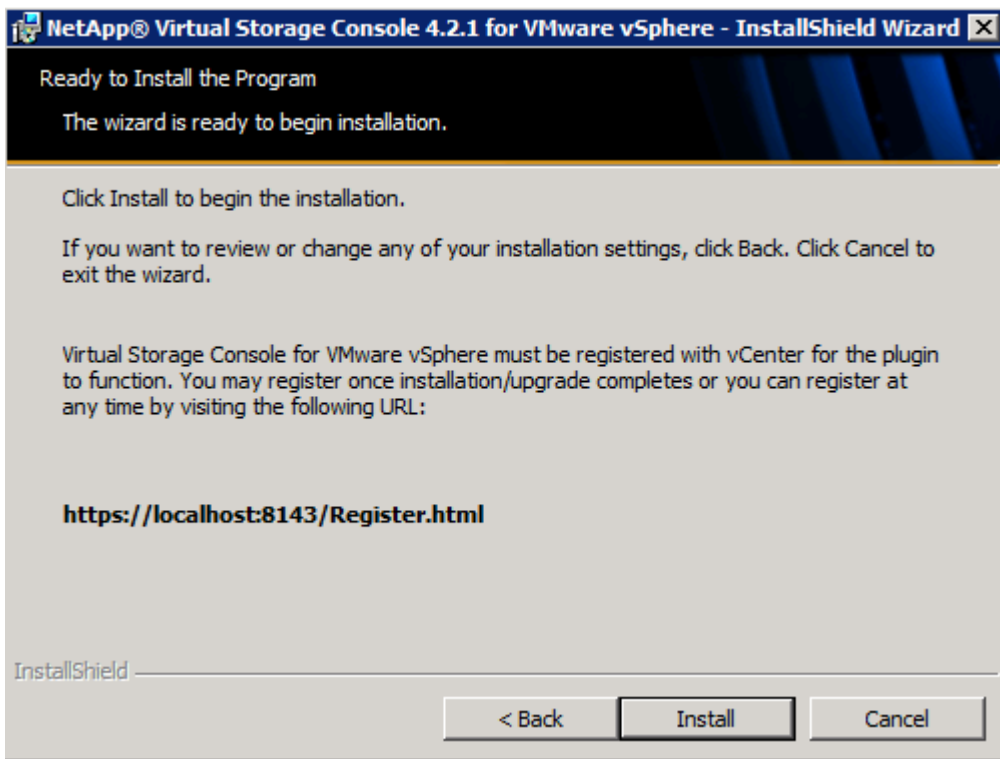 NetApp® Virtual Storage Console 4.2.1 for VMware vSphere - InstallShield Wizard
Ready to Install the Program
The wizard is ready to begin installation.
Click Install to begin the installation.
If you want to review or change any of your installation settings, click Back. Click Cancel to
exit the wizard.
Virtual Storage Console for VMware vSphere must be registered with vCenter for the plugin
to function. You may register once installation/upgrade completes or you can register at
any time by visiting the following URL:
https://localhost:8143/Register.html
InstallShield
< Back
Install
Cancel